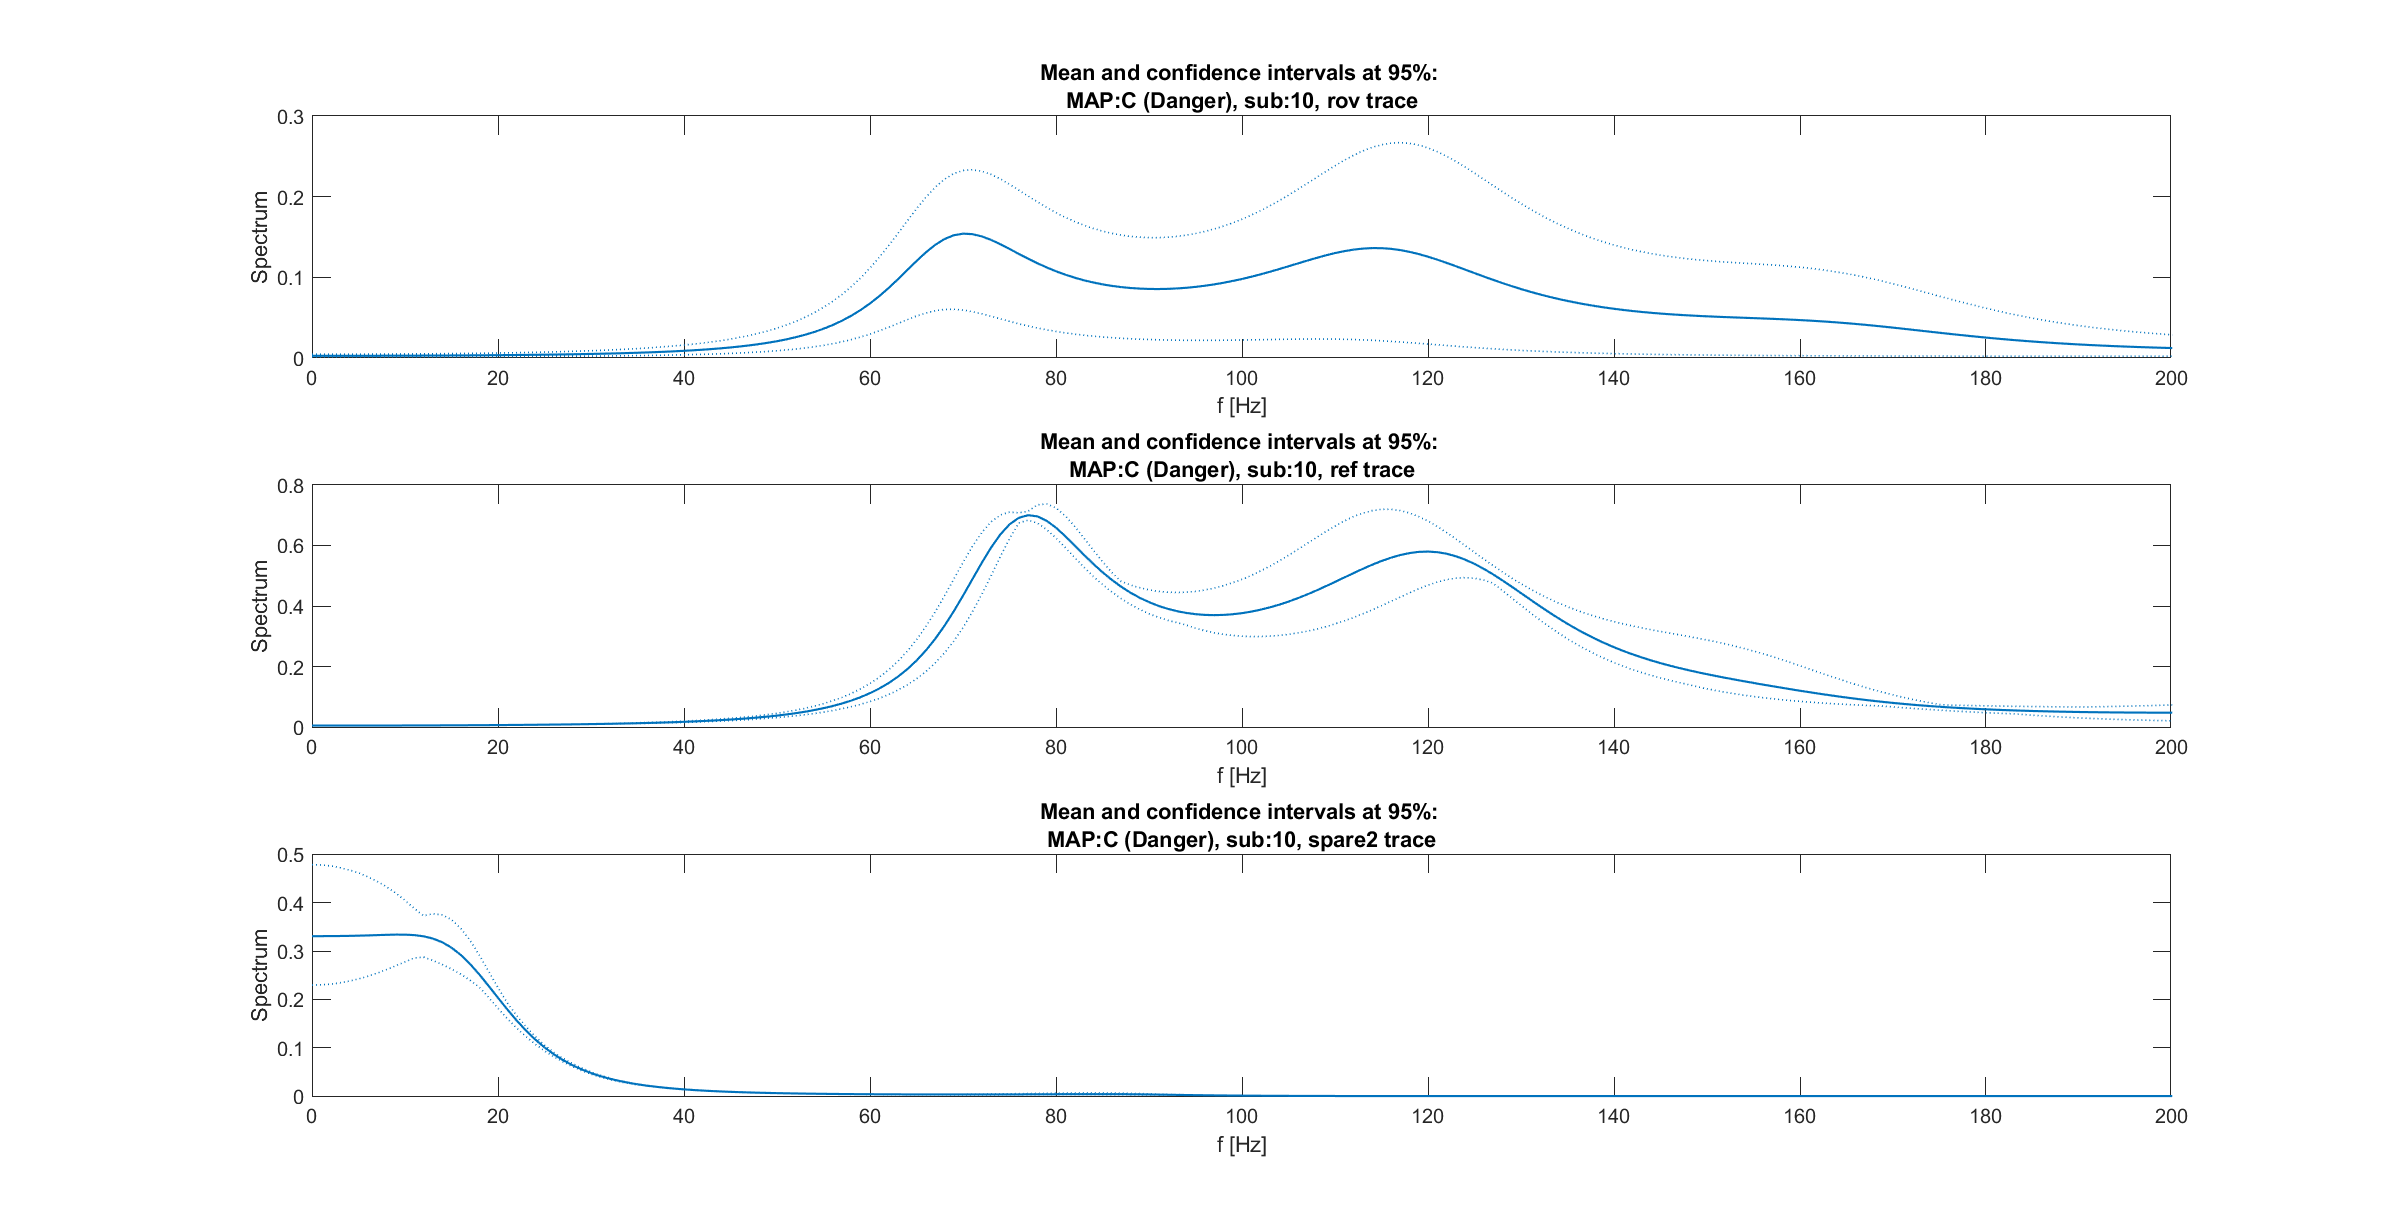 Mean and confidence intervals at 95%:
MAP:C (Danger), sub:10, rov trace
0.3
0.2
0.1
0
Spectrum
0 20 40 60 80 100 120 140 160 180 200
f [Hz]
Mean and confidence intervals at 95%:
MAP:C (Danger), sub:10, ref trace
0.8
0.6
0.4
0.2
0
Spectrum
0 20 40 60 80 100 120 140 160 180 200
f [Hz]
Mean and confidence intervals at 95%:
MAP:C (Danger), sub:10, spare2 trace
0.5
0.4
0.3
0.2
0.1
0
Spectrum
0 20 40 60 80 100 120 140 160 180 200
f [Hz]